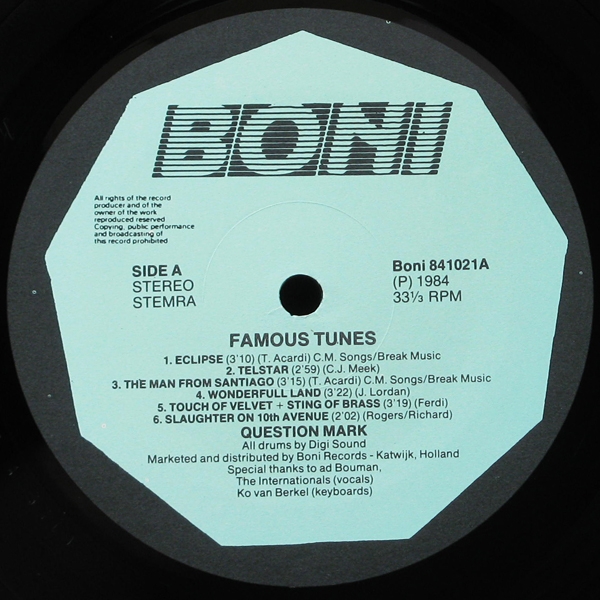 BONI
All rights of the record
producer and of the
owner of the work
reproduced reserved
Copying, public performance
and broadcasting of
this record prohibited
SIDE A
STEREO
STEMRA
Boni 841021A
(P) 1984
33⅓ RPM
FAMOUS TUNES
1. ECLIPSE (3'10) (T. Acardi) C.M. Songs/Break Music
2. TELSTAR (2'59) (C.J. Meek)
3. THE MAN FROM SANTIAGO (3'15) (T. Acardi) C.M. Songs/Break Music
4. WONDERFULL LAND (3'22) (J. Lordan)
5. TOUCH OF VELVET + STING OF BRASS (3'19) (Ferdi)
6. SLAUGHTER ON 10th AVENUE (2'02) (Rogers/Richard)
QUESTION MARK
All drums by Digi Sound
Marketed and distributed by Boni Records - Katwijk, Holland
Special thanks to ad Bouman,
The Internationals (vocals)
Ko van Berkel (keyboards)